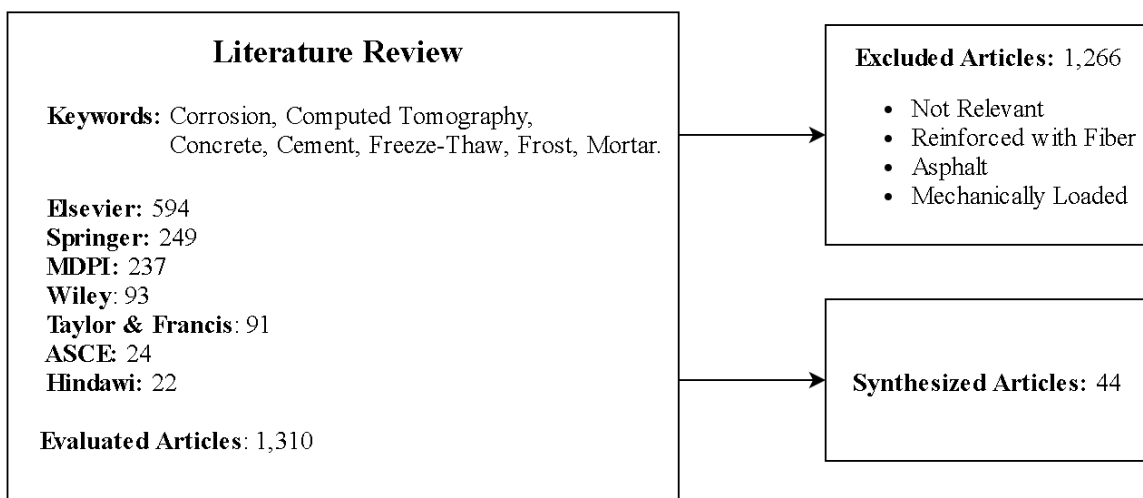 Literature Review
Keywords: Corrosion, Computed Tomography,
Concrete, Cement, Freeze-Thaw, Frost, Mortar.
Elsevier: 594
Springer: 249
MDPI: 237
Wiley: 93
Taylor & Francis: 91
ASCE: 24
Hindawi: 22
Evaluated Articles: 1,310
Excluded Articles: 1,266
• Not Relevant
• Reinforced with Fiber
• Asphalt
• Mechanically Loaded
Synthesized Articles: 44